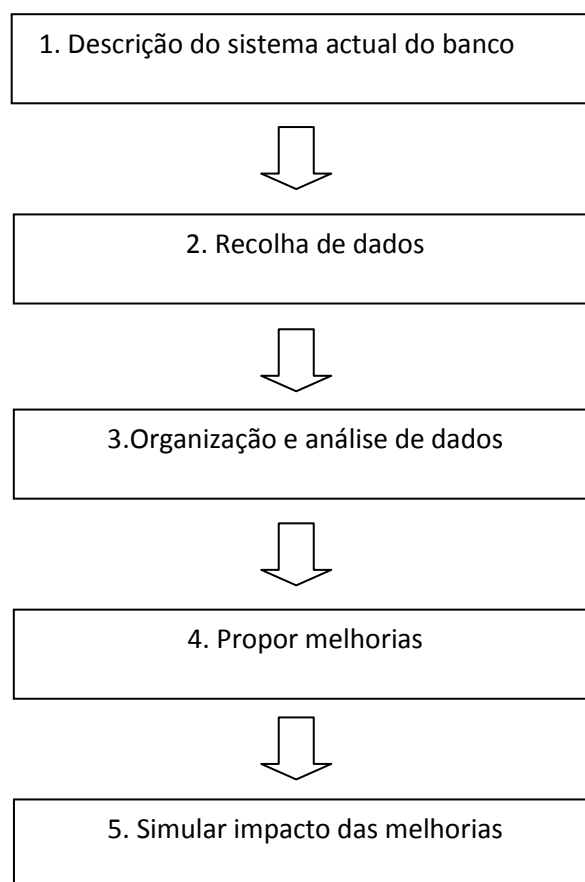 1. Descrição do sistema actual do banco
2. Recolha de dados
3.Organização e análise de dados
4. Propor melhorias
5. Simular impacto das melhorias